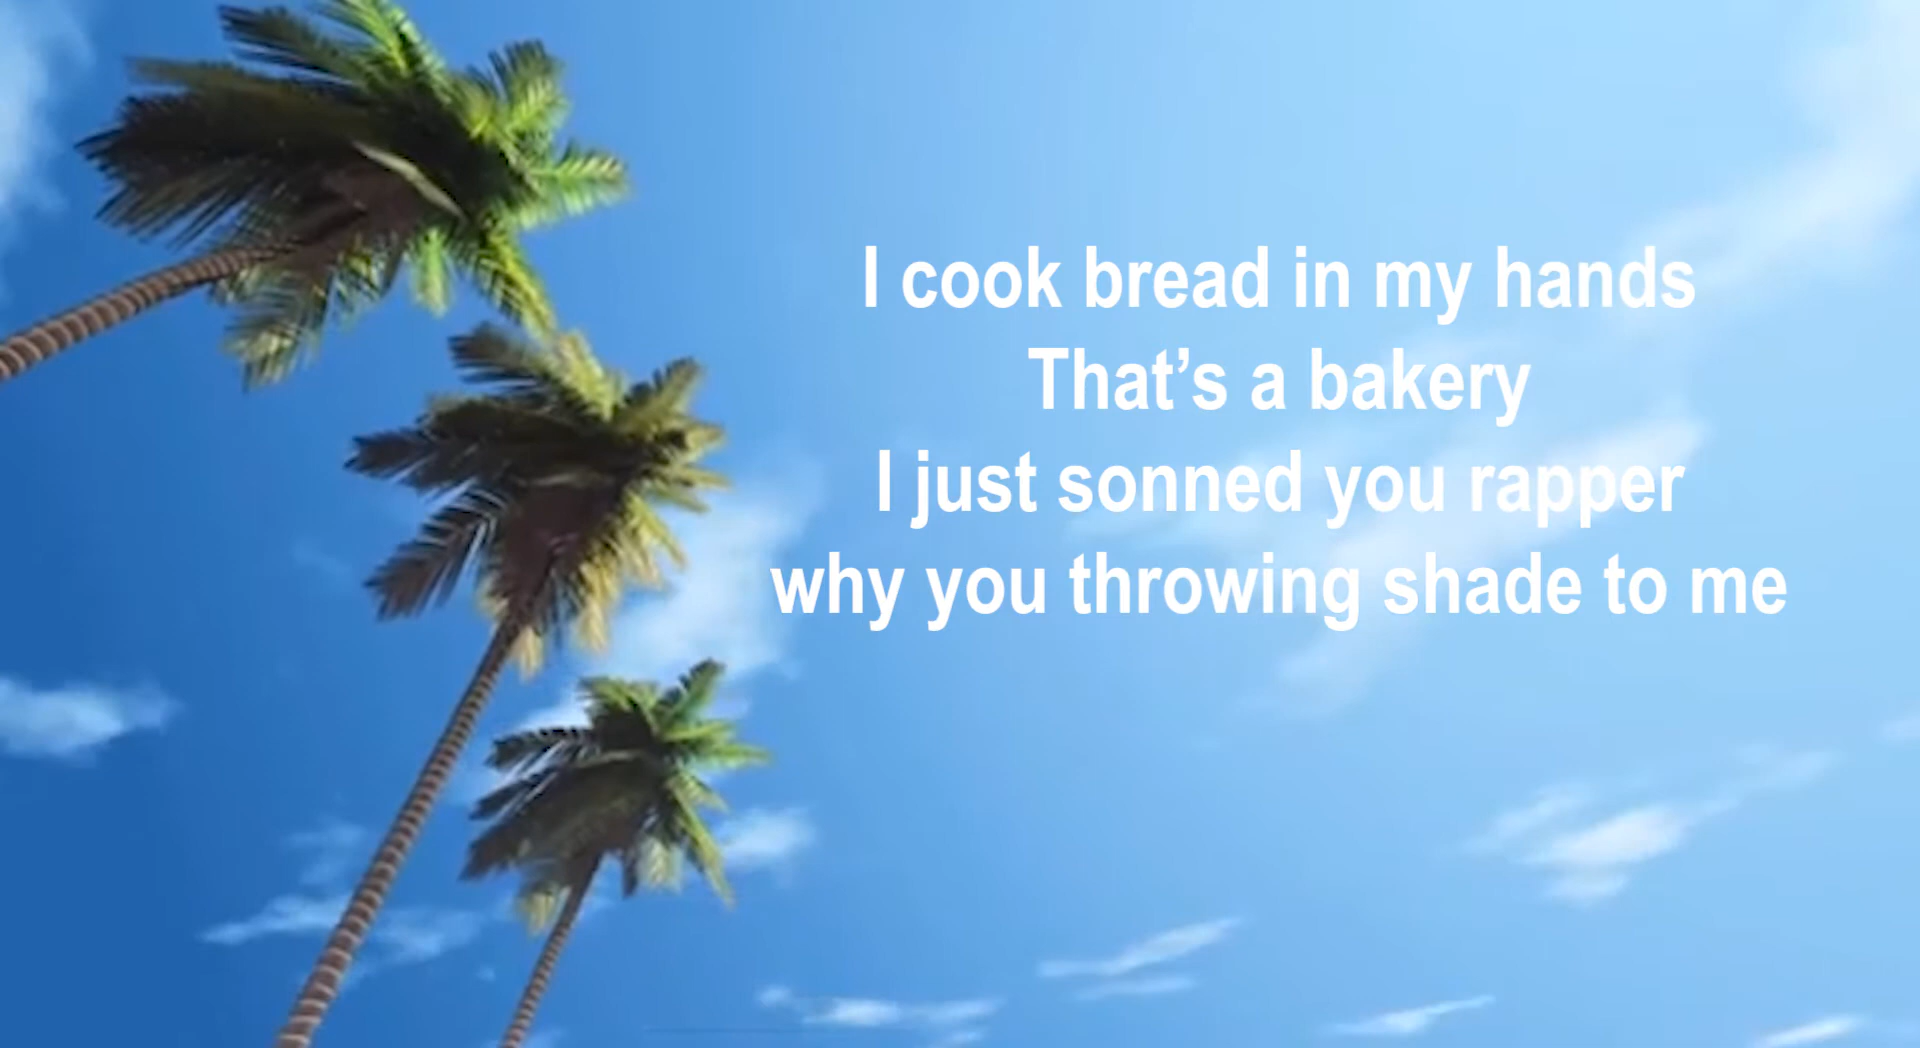 I cook bread in my hands
That’s a bakery
I just sonned you rapper
why you throwing shade to me